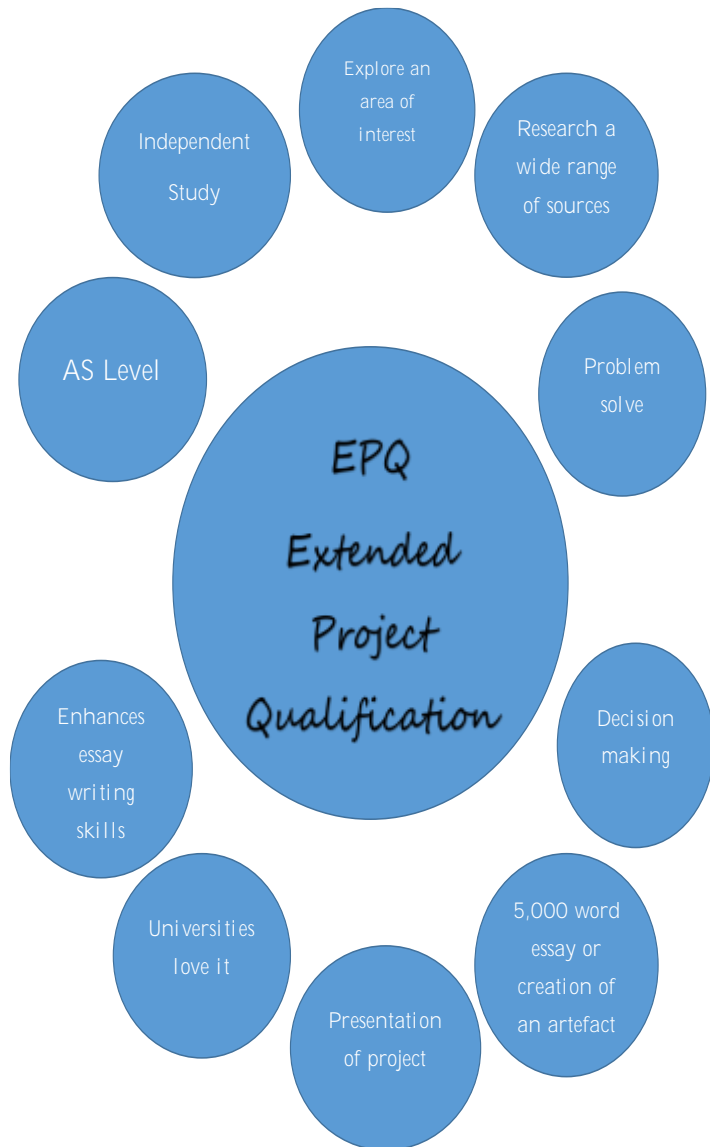 Explore an
area of
interest
Research a
wide range
of sources
Problem
solve
Decision
making
5,000 word
essay or
creation of
an artefact
Presentation
of project
Universities
love it
Enhances
essay
writing
skills
AS Level
Independent
Study
EPQ
Extended
Project
Qualification